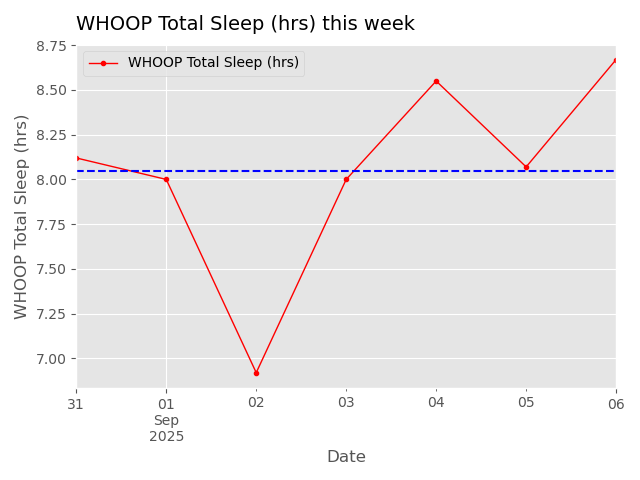 WHOOP Total Sleep (hrs) this week
8.75
WHOOP Total Sleep (hrs)
8.50
8.25
8.00
7.75
7.50
7.25
7.00
WHOOP Total Sleep (hrs)
31 01 02 03 04 05 06
Sep
2025
Date